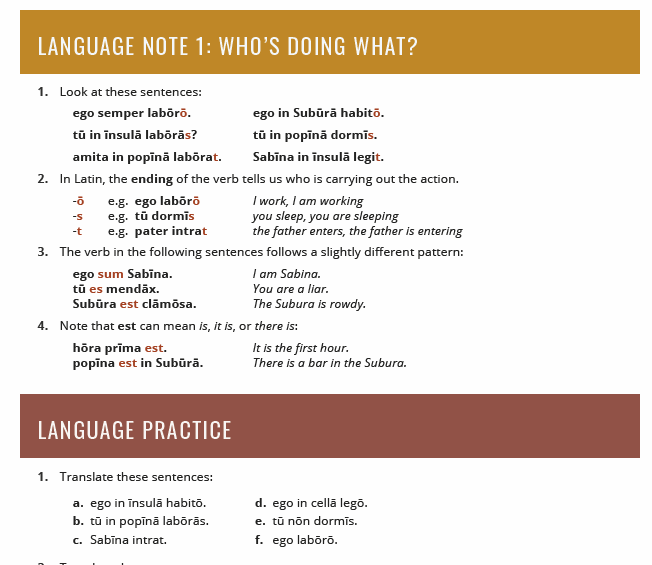 LANGUAGE NOTE 1: WHO'S DOING WHAT?
1. Look at these sentences:
ego semper labōrō. ego in Subūrā habitō.
tū in īnsulā labōrās? tū in popīnā dormīs.
amita in popīnā labōrat. Sabīna in īnsulā legit.
2. In Latin, the ending of the verb tells us who is carrying out the action.
-ō e.g. ego labōrō I work, I am working
-s e.g. tū dormīs you sleep, you are sleeping
-t e.g. pater intrat the father enters, the father is entering
3. The verb in the following sentences follows a slightly different pattern:
ego sum Sabīna. I am Sabina.
tū es mendāx. You are a liar.
Subūra est clāmōsa. The Subura is rowdy.
4. Note that est can mean is, it is, or there is:
hōra prīma est. It is the first hour.
popīna est in Subūrā. There is a bar in the Subura.
LANGUAGE PRACTICE
1. Translate these sentences:
a. ego in īnsulā habitō. d. ego in cellā legō.
b. tū in popīnā labōrās. e. tū nōn dormīs.
c. Sabīna intrat. f. ego labōrō.